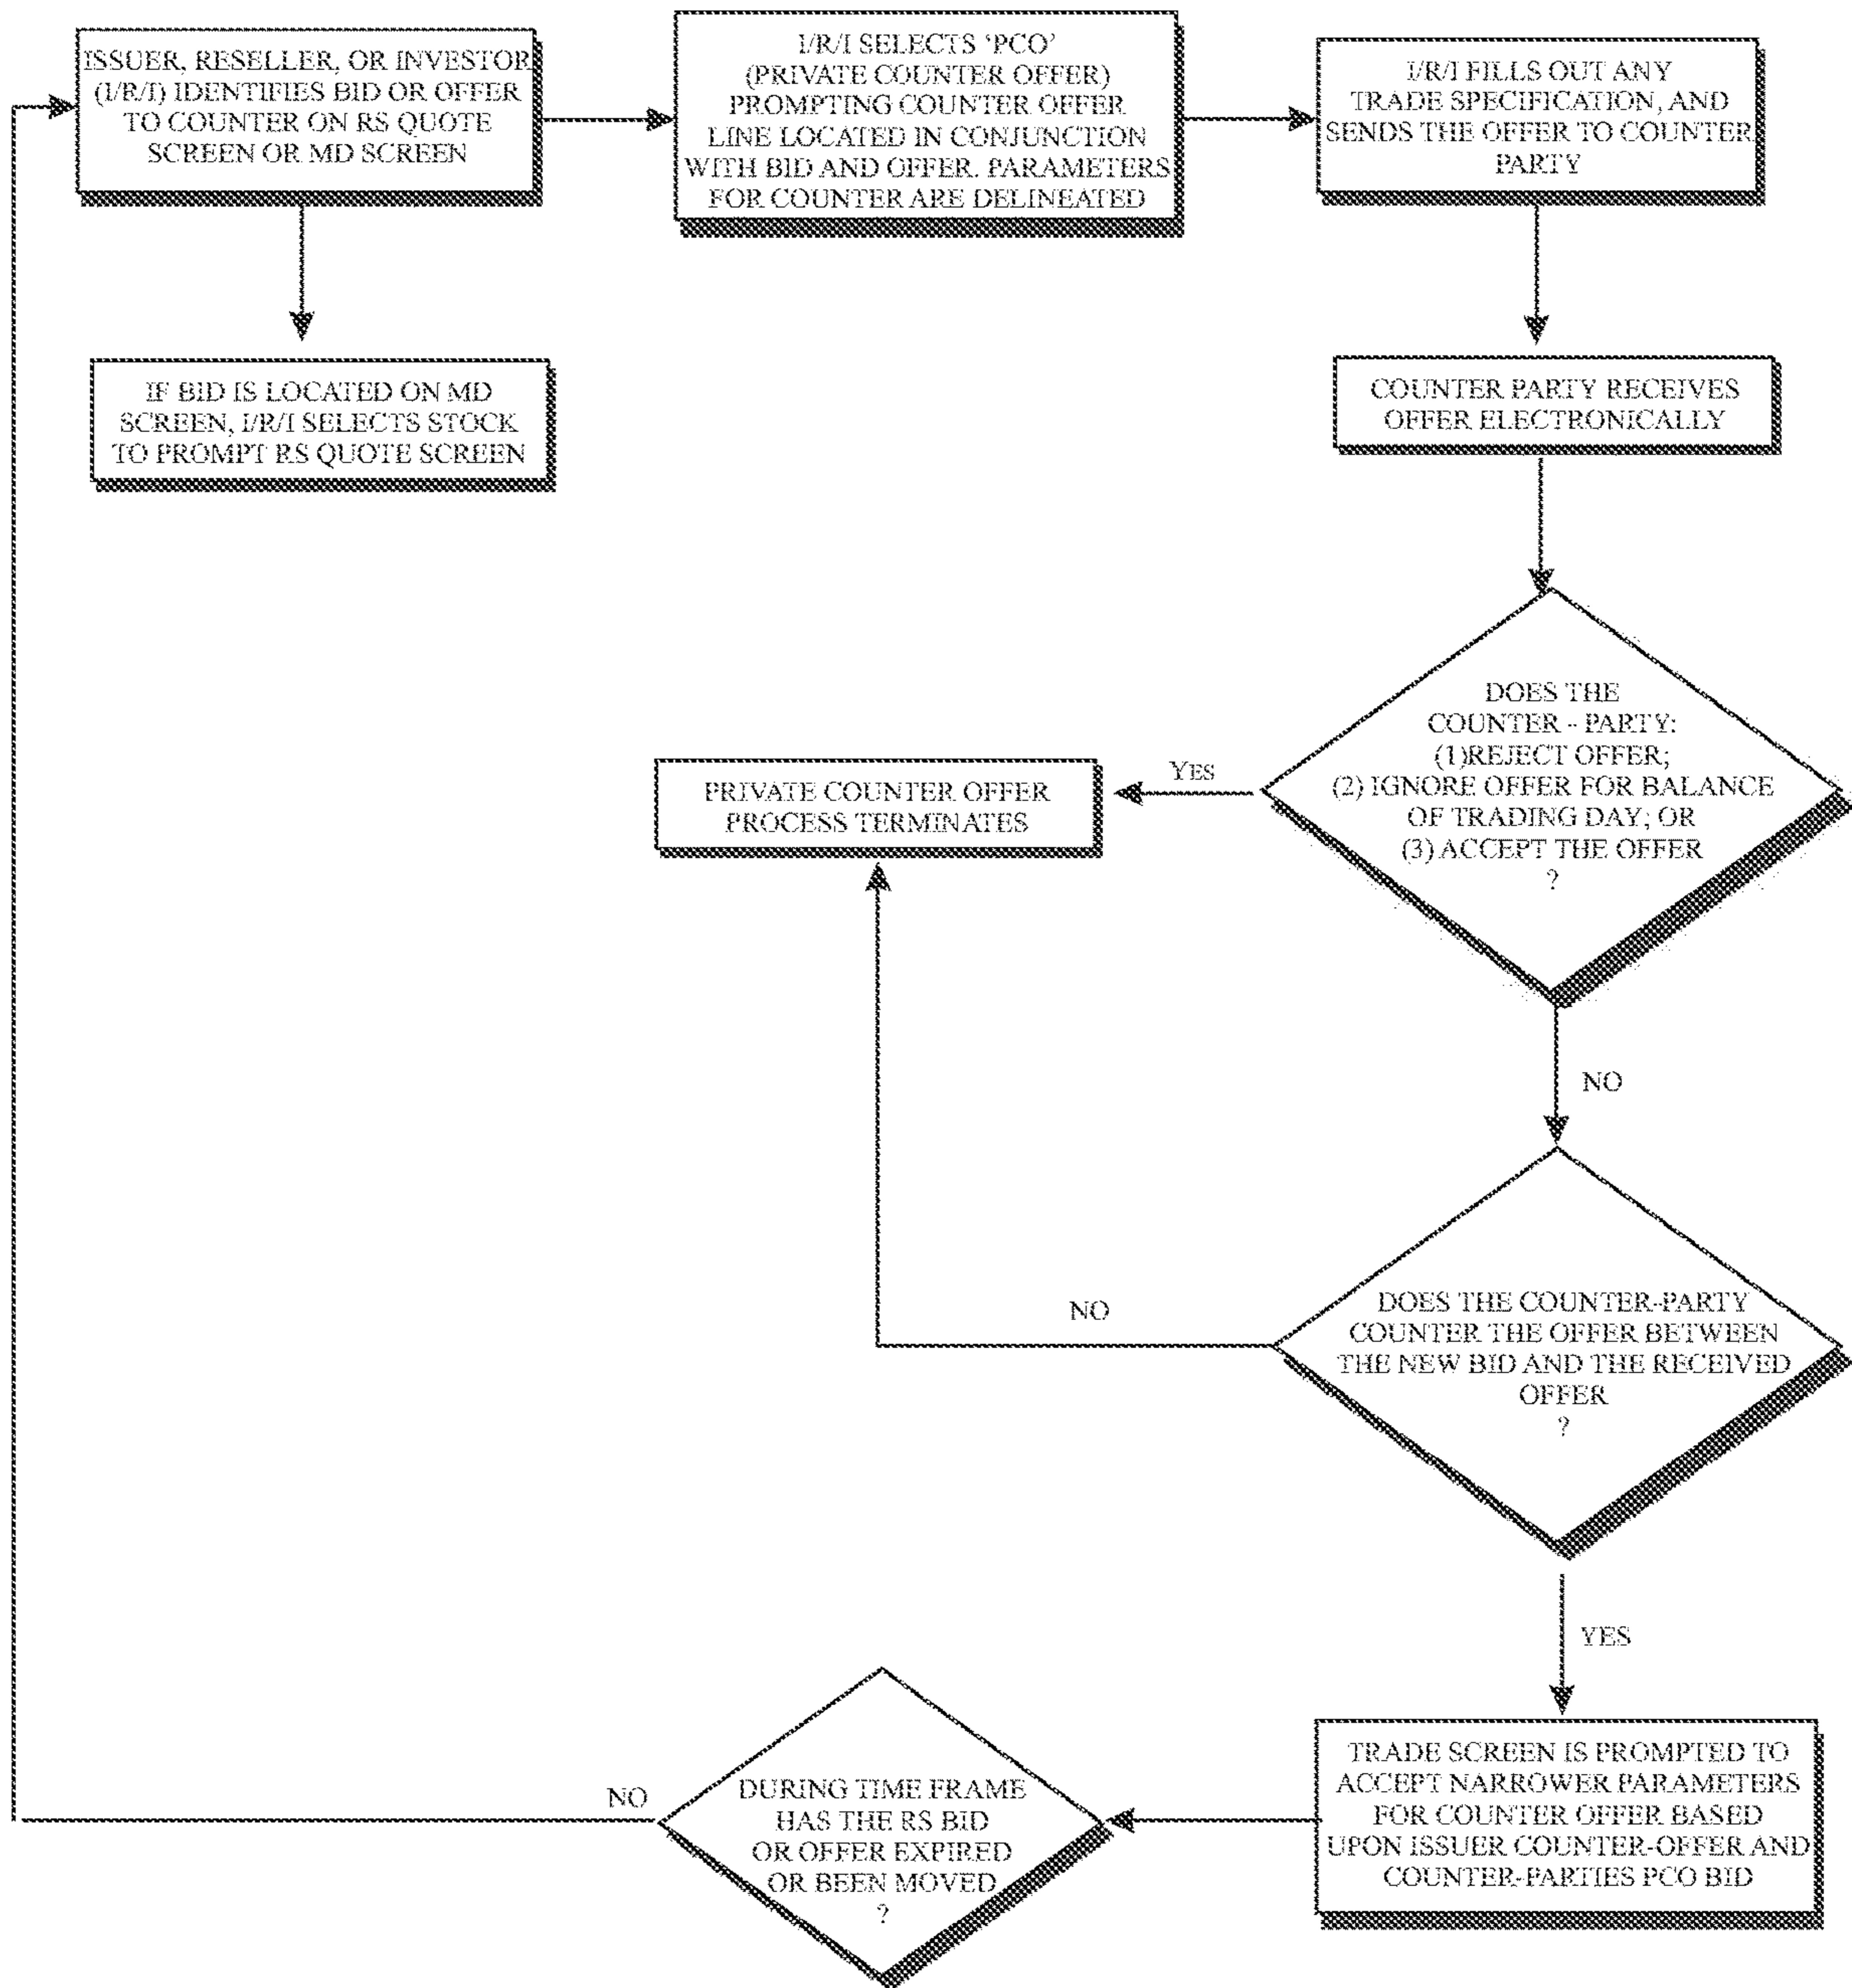 ISSUER, RESELLER, OR INVESTOR
(I/R/I) IDENTIFIES BID OR OFFER
TO COUNTER ON RS QUOTE
SCREEN OR MD SCREEN
I/R/I SELECTS ‘PCO’
(PRIVATE COUNTER OFFER)
PROMPTING COUNTER OFFER
LINE LOCATED IN CONJUNCTION
WITH BID AND OFFER. PARAMETERS
FOR COUNTER ARE DELINEATED
I/R/I FILLS OUT ANY
TRADE SPECIFICATION, AND
SENDS THE OFFER TO COUNTER
PARTY
IF BID IS LOCATED ON MD
SCREEN, I/R/I SELECTS STOCK
TO PROMPT RS QUOTE SCREEN
COUNTER PARTY RECEIVES
OFFER ELECTRONICALLY
DOES THE
COUNTER - PARTY:
(1)REJECT OFFER;
(2) IGNORE OFFER FOR BALANCE
OF TRADING DAY; OR
(3) ACCEPT THE OFFER
?
YES
PRIVATE COUNTER OFFER
PROCESS TERMINATES
NO
DOES THE COUNTER-PARTY
COUNTER THE OFFER BETWEEN
THE NEW BID AND THE RECEIVED
OFFER
?
NO
YES
TRADE SCREEN IS PROMPTED TO
ACCEPT NARROWER PARAMETERS
FOR COUNTER OFFER BASED
UPON ISSUER COUNTER-OFFER AND
COUNTER-PARTIES PCO BID
DURING TIME FRAME
HAS THE RS BID
OR OFFER EXPIRED
OR BEEN MOVED
?
NO